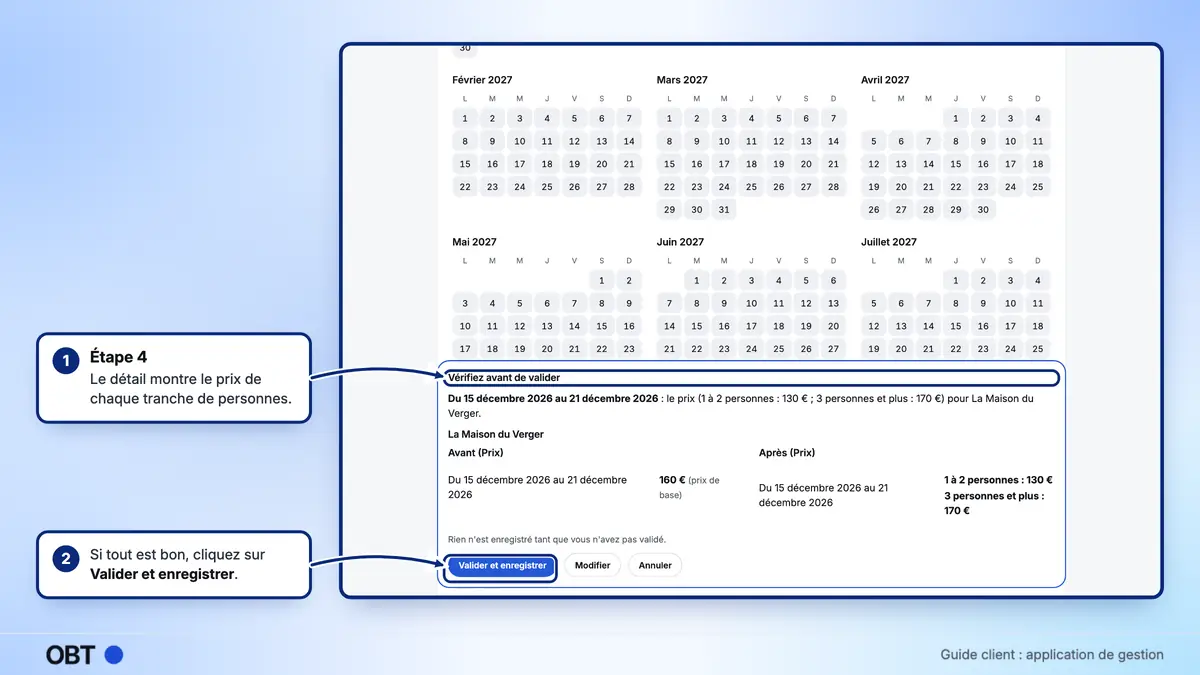 30
Février 2027
L M M J V S D
1 2 3 4 5 6 7
8 9 10 11 12 13 14
15 16 17 18 19 20 21
22 23 24 25 26 27 28
Mars 2027
L M M J V S D
1 2 3 4 5 6 7
8 9 10 11 12 13 14
15 16 17 18 19 20 21
22 23 24 25 26 27 28
29 30 31
Avril 2027
L M M J V S D
1 2 3 4
5 6 7 8 9 10 11
12 13 14 15 16 17 18
19 20 21 22 23 24 25
26 27 28 29 30
Mai 2027
L M M J V S D
1 2
3 4 5 6 7 8 9
10 11 12 13 14 15 16
17 18 19 20 21 22 23
Juin 2027
L M M J V S D
1 2 3 4 5 6
7 8 9 10 11 12 13
14 15 16 17 18 19 20
21 22 23 24 25 26 27
Juillet 2027
L M M J V S D
1 2 3 4
5 6 7 8 9 10 11
12 13 14 15 16 17 18
19 20 21 22 23 24 25
1
Étape 4
Le détail montre le prix de
chaque tranche de personnes.
Vérifiez avant de valider
Du 15 décembre 2026 au 21 décembre 2026 : le prix (1 à 2 personnes : 130 € ; 3 personnes et plus : 170 €) pour La Maison du
Verger.
La Maison du Verger
Avant (Prix)
Du 15 décembre 2026 au 21 décembre
2026
160 € (prix de
base)
Après (Prix)
Du 15 décembre 2026 au 21
décembre 2026
1 à 2 personnes : 130 €
3 personnes et plus :
170 €
Rien n'est enregistré tant que vous n'avez pas validé.
2
Si tout est bon, cliquez sur
Valider et enregistrer.
Valider et enregistrer
Modifier
Annuler
OBT
Guide client : application de gestion